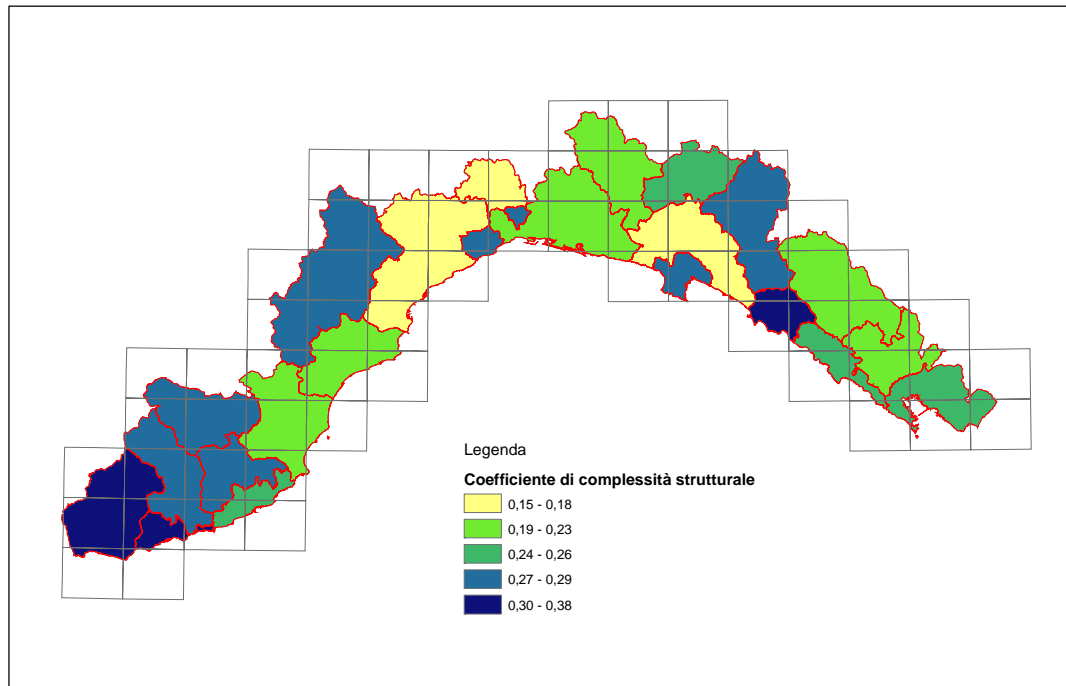 Legenda
Coefficiente di complessità strutturale
0,15 - 0,18
0,19 - 0,23
0,24 - 0,26
0,27 - 0,29
0,30 - 0,38